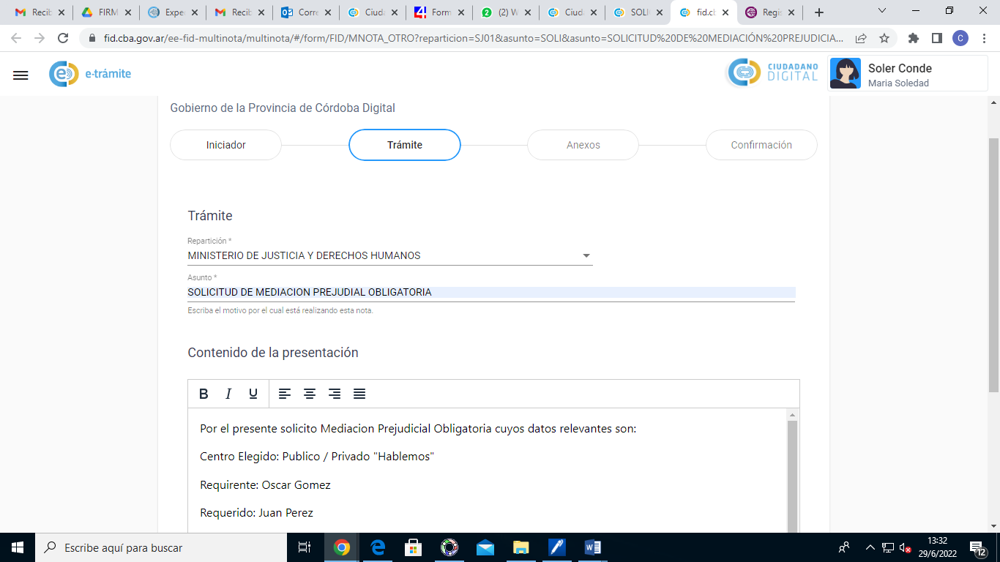 Recib
FIRM
Expe
Recib
Corre
Ciuda
Form
(2) W
Ciuda
SOLI
fid.cb
Regis
fid.cba.gov.ar/ee-fid-multinota/multinota/#/form/FID/MNOTA_OTRO?reparticion=SJ01&asunto=SOLI&asunto=SOLICITUD%20DE%20MEDIACIÓN%20PREJUDICIA...
C
e-trámite
CIUDADANO
DIGITAL
Soler Conde
Maria Soledad
Gobierno de la Provincia de Córdoba Digital
Iniciador
Trámite
Anexos
Confirmación
Trámite
Repartición *
MINISTERIO DE JUSTICIA Y DERECHOS HUMANOS
Asunto *
SOLICITUD DE MEDIACION PREJUDIAL OBLIGATORIA
Escriba el motivo por el cual está realizando esta nota.
Contenido de la presentación
B I U
Por el presente solicito Mediacion Prejudicial Obligatoria cuyos datos relevantes son:
Centro Elegido: Publico / Privado "Hablemos"
Requirente: Oscar Gomez
Requerido: Juan Perez
Escribe aquí para buscar
13:32
29/6/2022
12